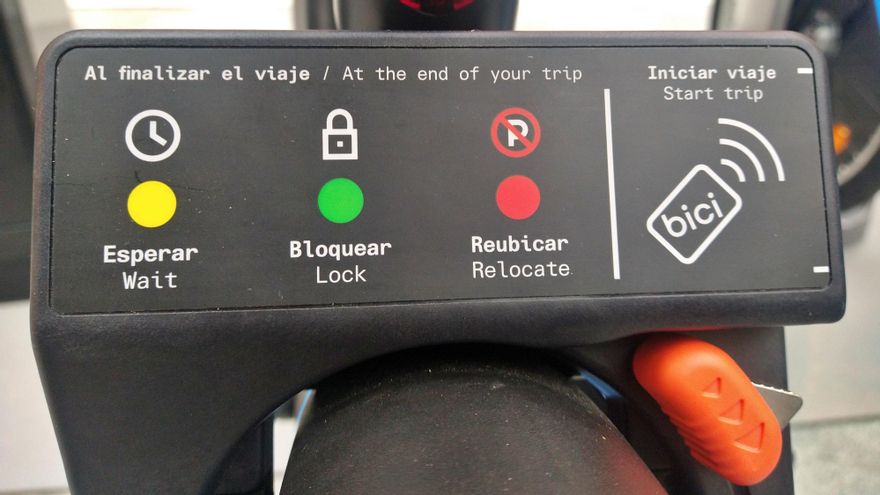 Al finalizar el viaje / At the end of your trip
P
Esperar
Wait
Bloquear
Lock
Reubicar
Relocate
Iniciar viaje
Start trip
bici